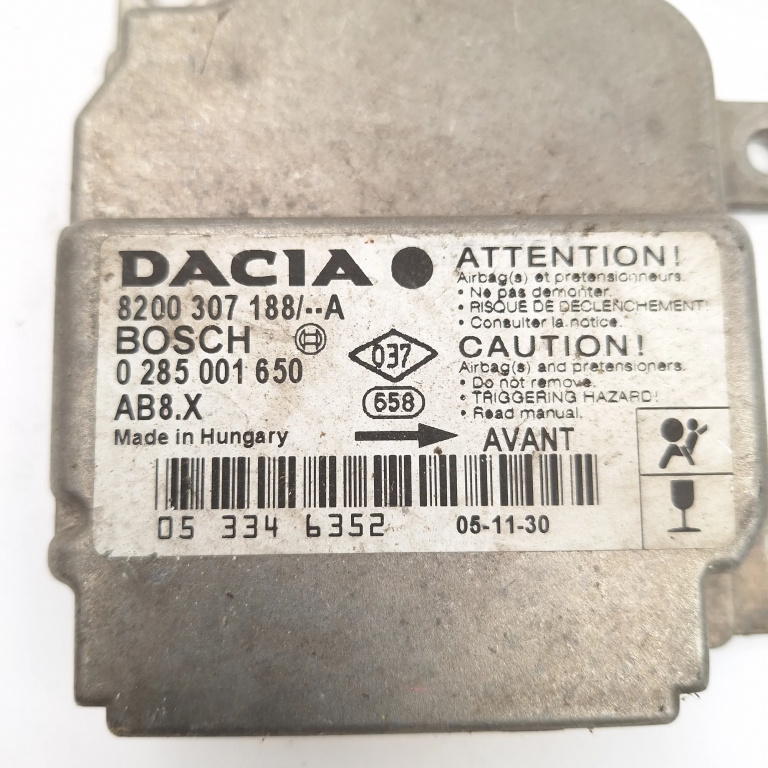 DACIA
8200 307 188/--A
BOSCH
0 285 001 650
AB8.X
Made in Hungary
037
658
AVANT
ATTENTION!
Airbag(s) et pretensionneurs.
• Ne pas demonter.
• RISQUE DE DECLENCHEMENT!
• Consulter la notice.
CAUTION!
Airbag(s) and pretensioners.
• Do not remove.
• TRIGGERING HAZARD!
• Read manual.
05 334 6352
05-11-30